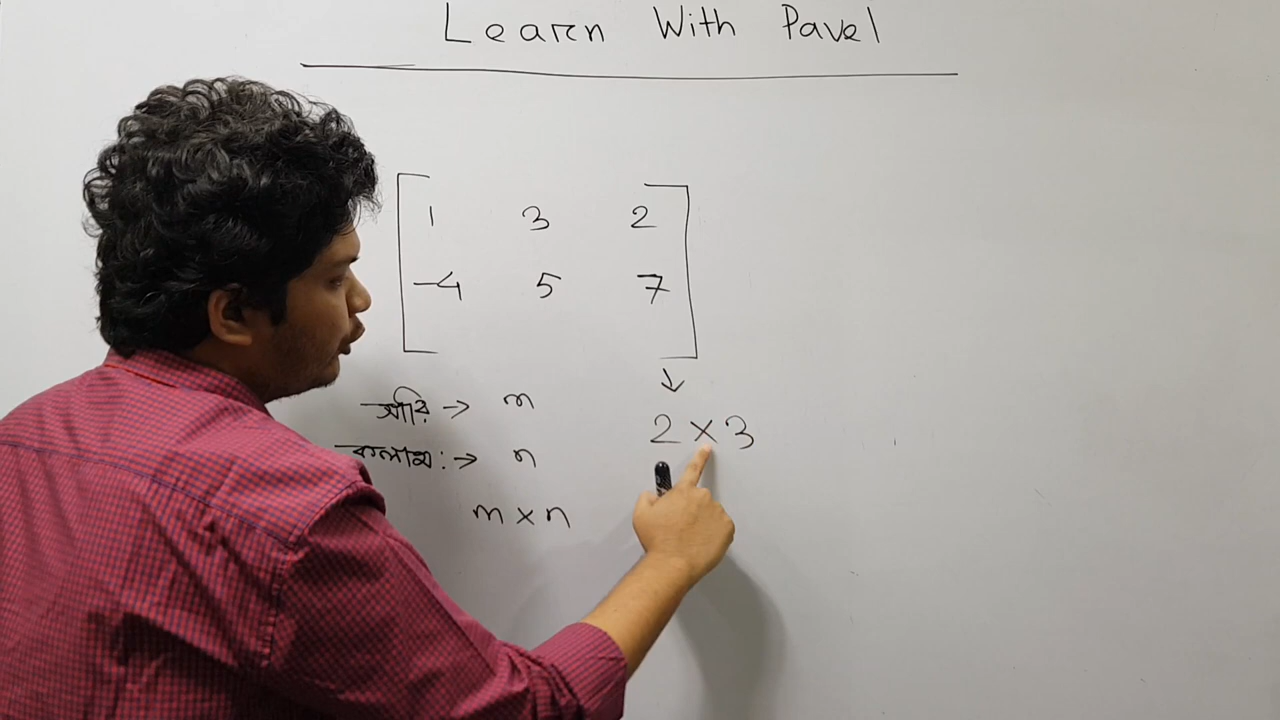 Learn With Pavel
1 3 2
-4 5 7
↓
সারি → m
2 × 3
কলাম : → n
m × n